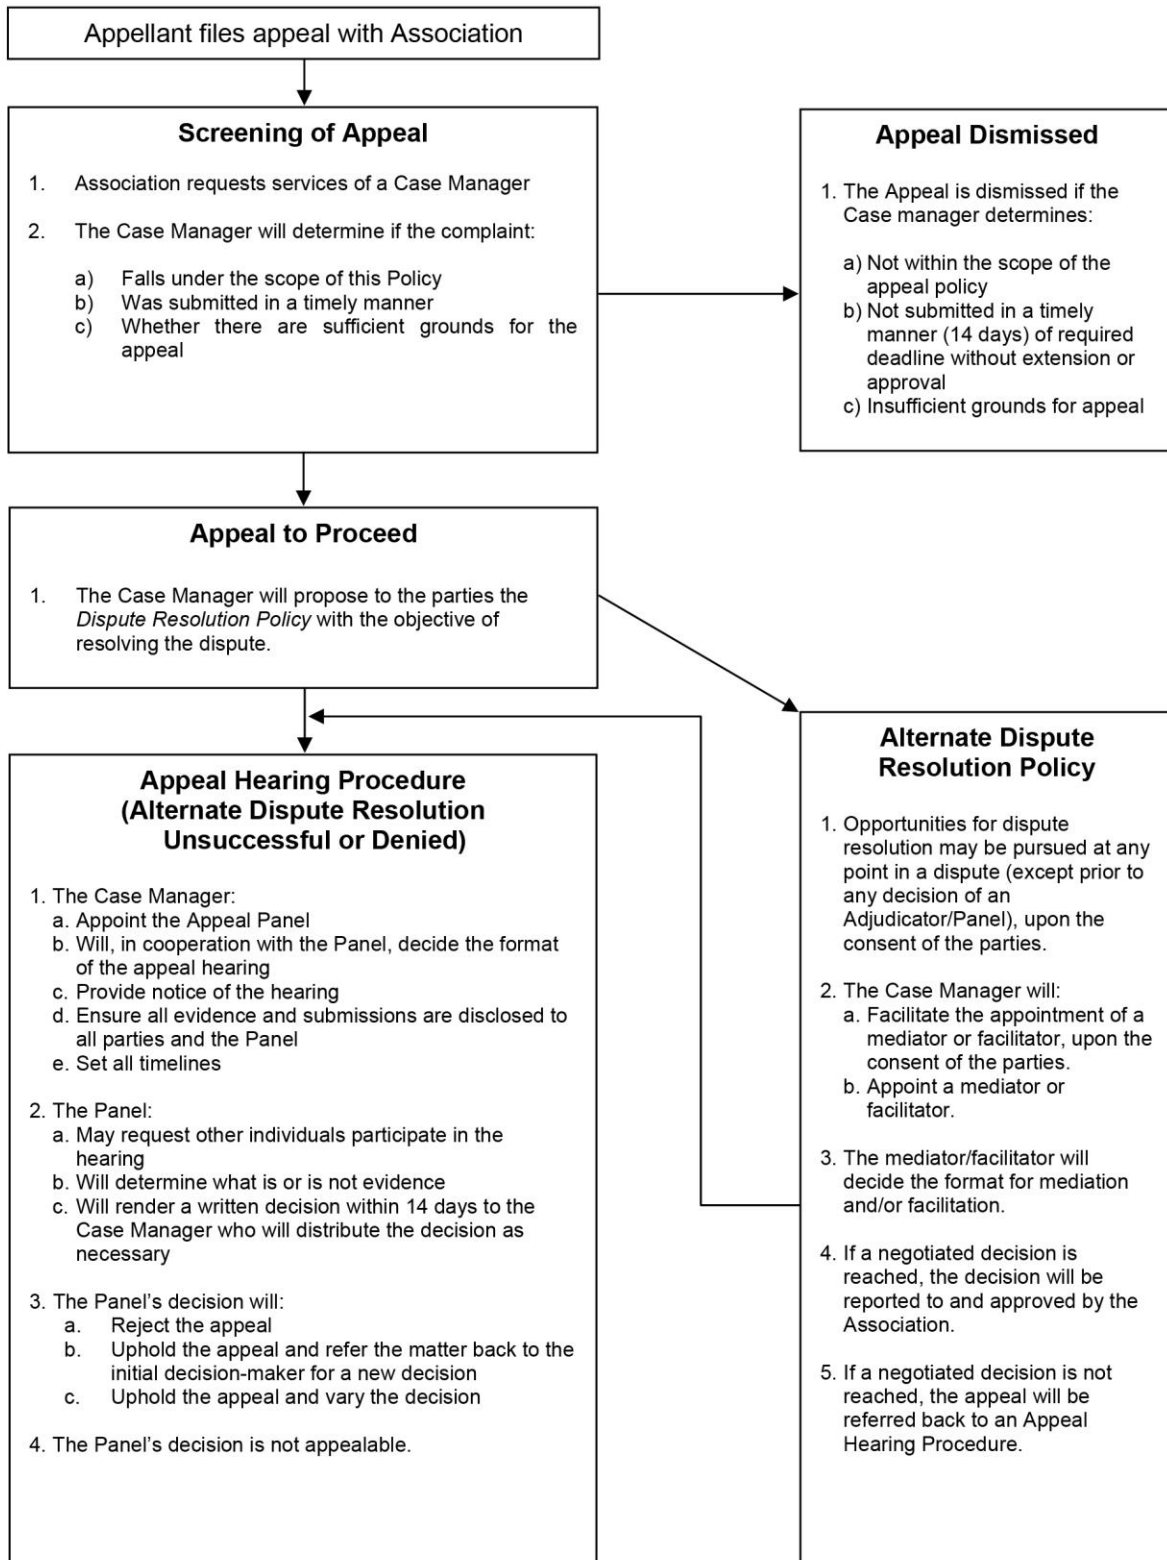 Appellant files appeal with Association
Screening of Appeal
1. Association requests services of a Case Manager
2. The Case Manager will determine if the complaint:
a) Falls under the scope of this Policy
b) Was submitted in a timely manner
c) Whether there are sufficient grounds for the
appeal
Appeal Dismissed
1. The Appeal is dismissed if the
Case manager determines:
a) Not within the scope of the
appeal policy
b) Not submitted in a timely
manner (14 days) of required
deadline without extension or
approval
c) Insufficient grounds for appeal
Appeal to Proceed
1. The Case Manager will propose to the parties the
Dispute Resolution Policy with the objective of
resolving the dispute.
Appeal Hearing Procedure
(Alternate Dispute Resolution
Unsuccessful or Denied)
1. The Case Manager:
a. Appoint the Appeal Panel
b. Will, in cooperation with the Panel, decide the format
of the appeal hearing
c. Provide notice of the hearing
d. Ensure all evidence and submissions are disclosed to
all parties and the Panel
e. Set all timelines
2. The Panel:
a. May request other individuals participate in the
hearing
b. Will determine what is or is not evidence
c. Will render a written decision within 14 days to the
Case Manager who will distribute the decision as
necessary
3. The Panel's decision will:
a. Reject the appeal
b. Uphold the appeal and refer the matter back to the
initial decision-maker for a new decision
c. Uphold the appeal and vary the decision
4. The Panel's decision is not appealable.
Alternate Dispute
Resolution Policy
1. Opportunities for dispute
resolution may be pursued at any
point in a dispute (except prior to
any decision of an
Adjudicator/Panel), upon the
consent of the parties.
2. The Case Manager will:
a. Facilitate the appointment of a
mediator or facilitator, upon the
consent of the parties.
b. Appoint a mediator or
facilitator.
3. The mediator/facilitator will
decide the format for mediation
and/or facilitation.
4. If a negotiated decision is
reached, the decision will be
reported to and approved by the
Association.
5. If a negotiated decision is not
reached, the appeal will be
referred back to an Appeal
Hearing Procedure.